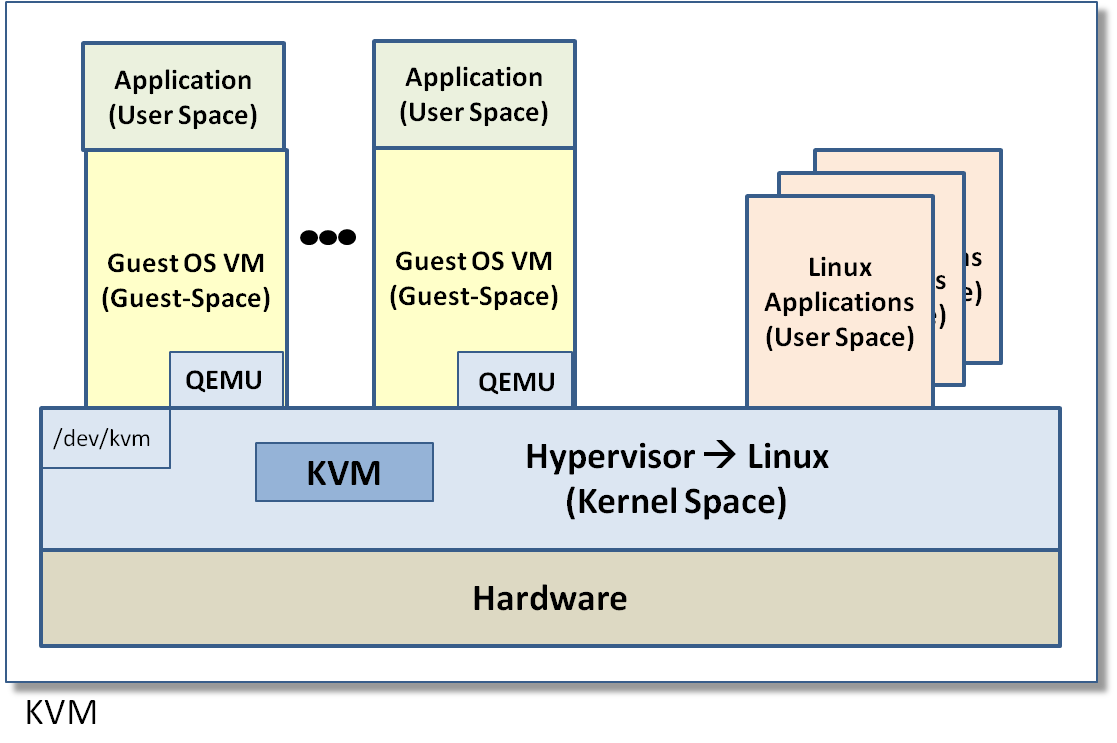 Application
(User Space)
Application
(User Space)
Guest OS VM
(Guest-Space)
Guest OS VM
(Guest-Space)
Linux
Applications
(User Space)
QEMU
QEMU
/dev/kvm
KVM
Hypervisor → Linux
(Kernel Space)
Hardware
KVM